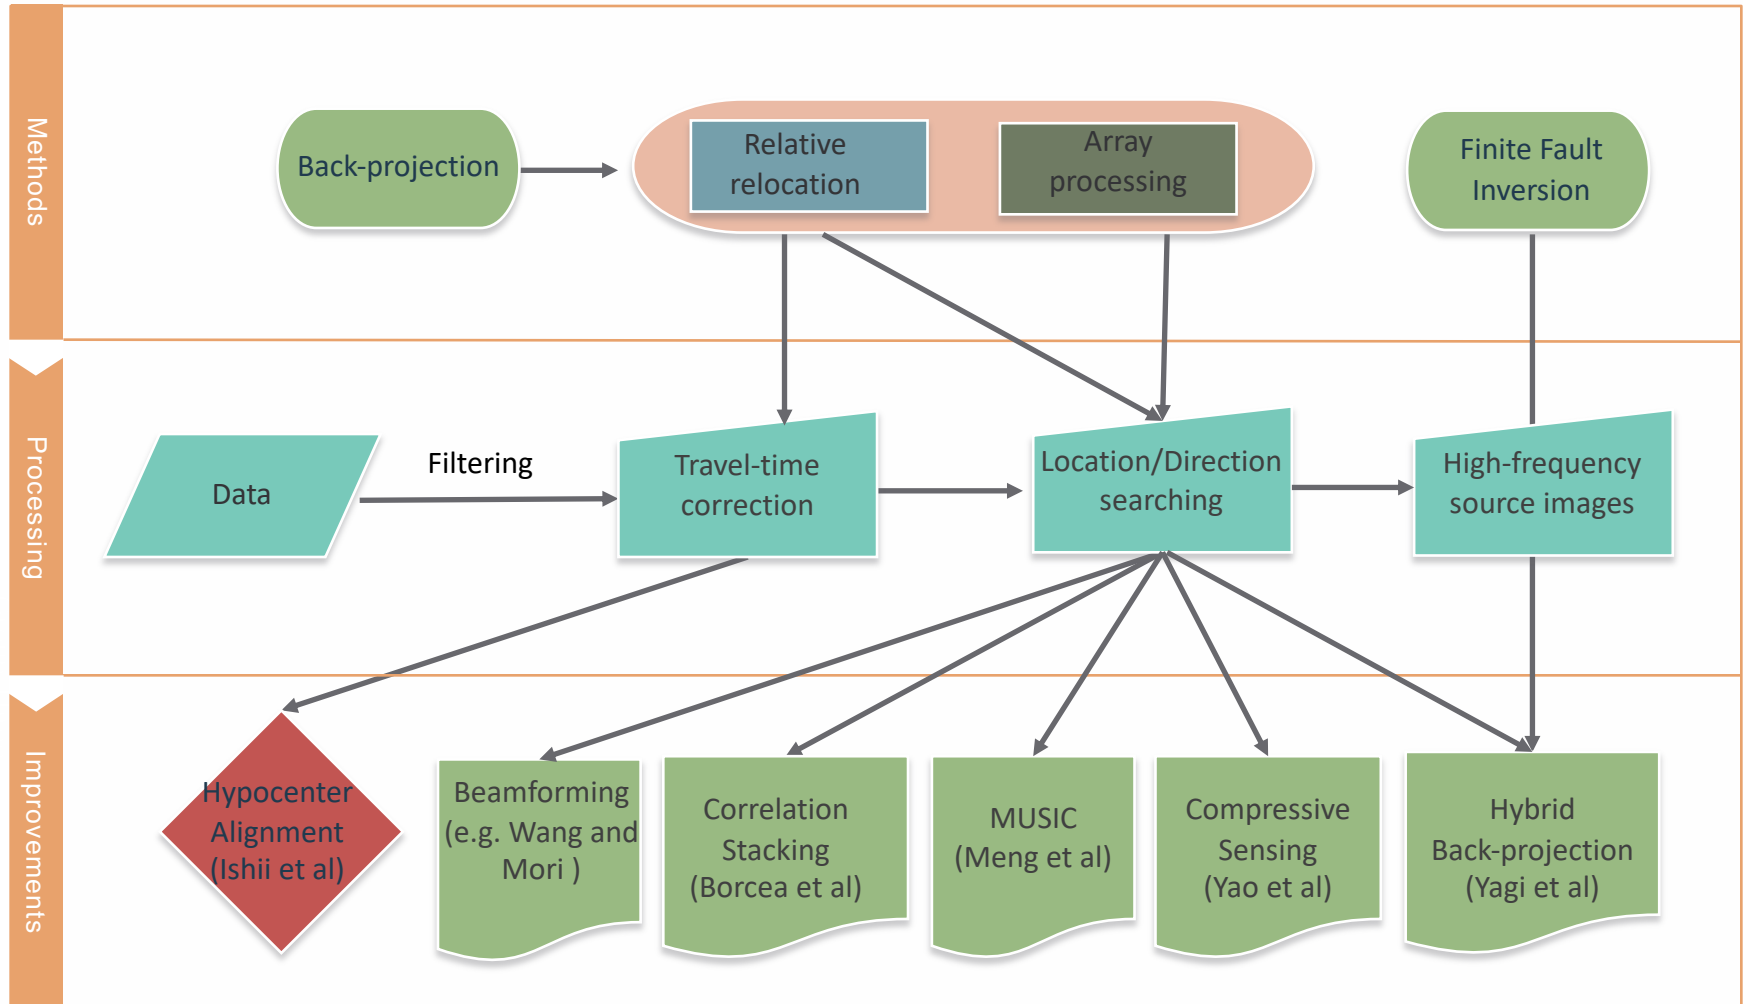 Methods
Back-projection
Relative
relocation
Array
processing
Finite Fault
Inversion
Processing
Data
Filtering
Travel-time
correction
Location/Direction
searching
High-frequency
source images
Improvements
Hypocenter
Alignment
(Ishii et al)
Beamforming
(e.g. Wang and
Mori )
Correlation
Stacking
(Borcea et al)
MUSIC
(Meng et al)
Compressive
Sensing
(Yao et al)
Hybrid
Back-projection
(Yagi et al)